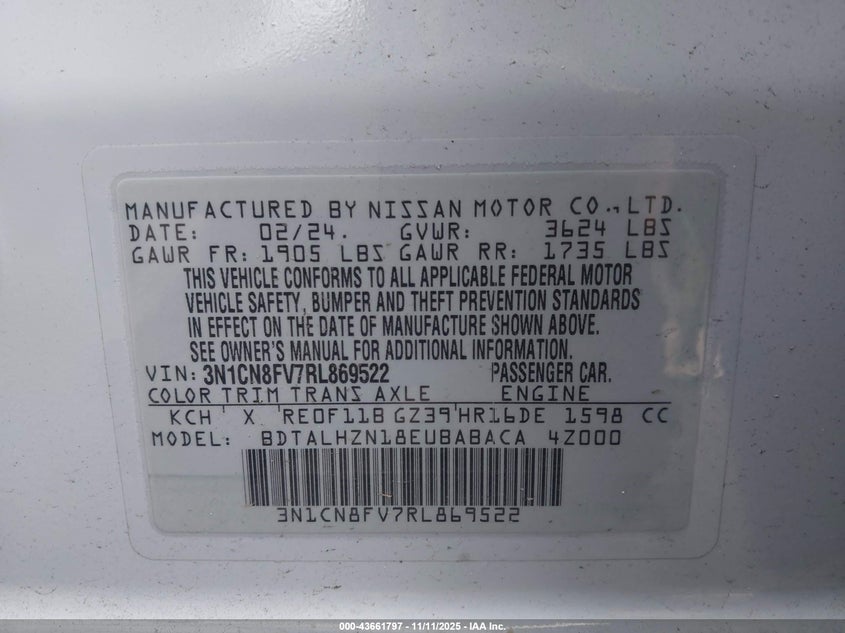 MANUFACTURED BY NISSAN MOTOR CO.,LTD.
DATE: 02/24. GVWR: 3624 LBS
GAWR FR: 1905 LBS GAWR RR: 1735 LBS
THIS VEHICLE CONFORMS TO ALL APPLICABLE FEDERAL MOTOR
VEHICLE SAFETY, BUMPER AND THEFT PREVENTION STANDARDS
IN EFFECT ON THE DATE OF MANUFACTURE SHOWN ABOVE.
SEE OWNER'S MANUAL FOR ADDITIONAL INFORMATION.
VIN: 3N1CN8FV7RL869522 PASSENGER CAR.
COLOR TRIM TRANS AXLE ENGINE
KCH X RE0F11B GZ39 HR16DE 1598 CC
MODEL: BDTALHZN18EUBABACA 4Z000
3N1CN8FV7RL869522
000-43661797 - 11/11/2025 - IAA Inc.